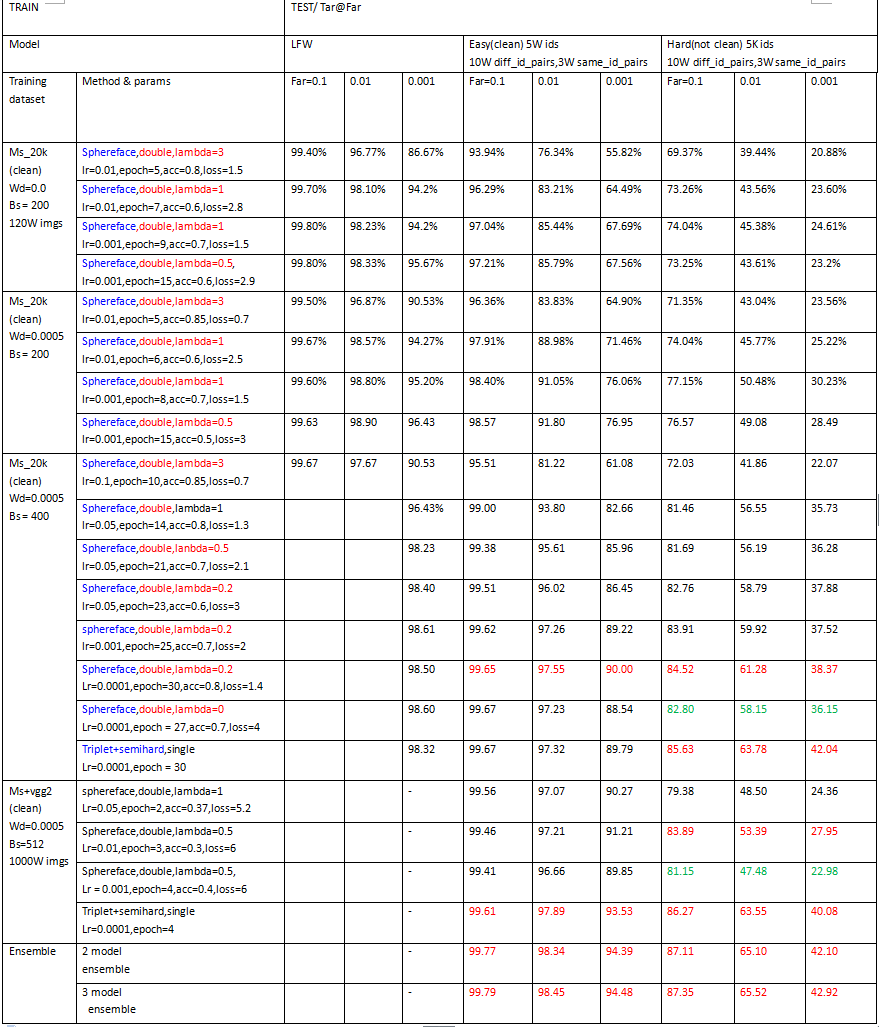 TRAIN TEST/ Tar@Far
Model LFW Easy(clean) 5W ids Hard(not clean) 5K ids
10W diff_id_pairs,3W same_id_pairs 10W diff_id_pairs,3W same_id_pairs
Training Method & params Far=0.1 0.01 0.001 Far=0.1 0.01 0.001 Far=0.1 0.01 0.001
dataset
Ms_20k Sphereface,double,lambda=3 99.40% 96.77% 86.67% 93.94% 76.34% 55.82% 69.37% 39.44% 20.88%
(clean) lr=0.01,epoch=5,acc=0.8,loss=1.5
Wd=0.0 Sphereface,double,lambda=1 99.70% 98.10% 94.2% 96.29% 83.21% 64.49% 73.26% 43.56% 23.60%
Bs= 200 lr=0.01,epoch=7,acc=0.6,loss=2.8
120W imgs Sphereface,double,lambda=1 99.80% 98.23% 94.2% 97.04% 85.44% 67.69% 74.04% 45.38% 24.61%
lr=0.001,epoch=9,acc=0.7,loss=1.5
Sphereface,double,lambda=0.5, 99.80% 98.33% 95.67% 97.21% 85.79% 67.56% 73.25% 43.61% 23.2%
lr=0.001,epoch=15,acc=0.6,loss=2.9
Ms_20k Sphereface,double,lambda=3 99.50% 96.87% 90.53% 96.36% 83.83% 64.90% 71.35% 43.04% 23.56%
(clean) lr=0.01,epoch=5,acc=0.85,loss=0.7
Wd=0.0005 Sphereface,double,lambda=1 99.67% 98.57% 94.27% 97.91% 88.98% 71.46% 74.04% 45.77% 25.22%
Bs= 200 lr=0.01,epoch=6,acc=0.6,loss=2.5
Sphereface,double,lambda=1 99.60% 98.80% 95.20% 98.40% 91.05% 76.06% 77.15% 50.48% 30.23%
lr=0.001,epoch=8,acc=0.7,loss=1.5
Sphereface,double,lambda=0.5 99.63 98.90 96.43 98.57 91.80 76.95 76.57 49.08 28.49
lr=0.001,epoch=15,acc=0.5,loss=3
Ms_20k Sphereface,double,lambda=3 99.67 97.67 90.53 95.51 81.22 61.08 72.03 41.86 22.07
(clean) lr=0.1,epoch=10,acc=0.85,loss=0.7
Wd=0.0005
Bs= 400 Sphereface,double,lambda=1 96.43% 99.00 93.80 82.66 81.46 56.55 35.73
lr=0.05,epoch=14,acc=0.8,loss=1.3
Sphereface,double,lanbda=0.5 98.23 99.38 95.61 85.96 81.69 56.19 36.28
lr=0.05,epoch=21,acc=0.7,loss=2.1
Sphereface,double,lambda=0.2 98.40 99.51 96.02 86.45 82.76 58.79 37.88
lr=0.05,epoch=23,acc=0.6,loss=3
sphereface,double,lambda=0.2 98.61 99.62 97.26 89.22 83.91 59.92 37.52
lr=0.001,epoch=25,acc=0.7,loss=2
Sphereface,double,lambda=0.2 98.50 99.65 97.55 90.00 84.52 61.28 38.37
Lr=0.0001,epoch=30,acc=0.8,loss=1.4
Sphereface,double,lambda=0 98.60 99.67 97.23 88.54 82.80 58.15 36.15
Lr=0.0001,epoch = 27,acc=0.7,loss=4
Triplet+semihard,single 98.32 99.67 97.32 89.79 85.63 63.78 42.04
Lr=0.0001,epoch = 30
Ms+vgg2 sphereface,double,lambda=1 - 99.56 97.07 90.27 79.38 48.50 24.36
(clean) Lr=0.05,epoch=2,acc=0.37,loss=5.2
Wd=0.0005 Sphereface,double,lambda=0.5 - 99.46 97.21 91.21 83.89 53.39 27.95
Bs=512 Lr=0.01,epoch=3,acc=0.3,loss=6
1000W imgs Sphereface,double,lambda=0.5, - 99.41 96.66 89.85 81.15 47.48 22.98
Lr = 0.001,epoch=4,acc=0.4,loss=6
Triplet+semihard,single - 99.61 97.89 93.53 86.27 63.55 40.08
Lr=0.0001,epoch=4
Ensemble 2 model - 99.77 98.34 94.39 87.11 65.10 42.10
ensemble
3 model - 99.79 98.45 94.48 87.35 65.52 42.92
ensemble